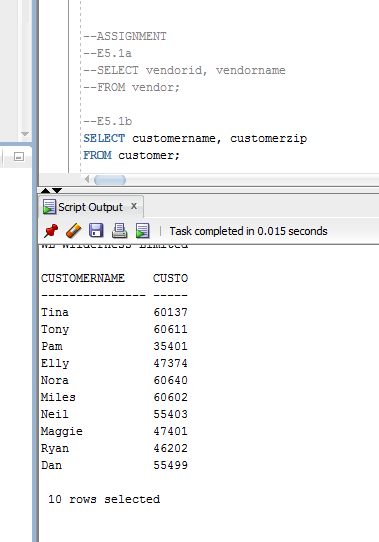 --ASSIGNMENT
--E5.1a
--SELECT vendorid, vendorname
--FROM vendor;
--E5.1b
SELECT customername, customerzip
FROM customer;
Script Output x
Task completed in 0.015 seconds
Wilderness Limited
CUSTOMERNAME CUSTO
--------------- -----
Tina 60137
Tony 60611
Pam 35401
Elly 47374
Nora 60640
Miles 60602
Neil 55403
Maggie 47401
Ryan 46202
Dan 55499
10 rows selected